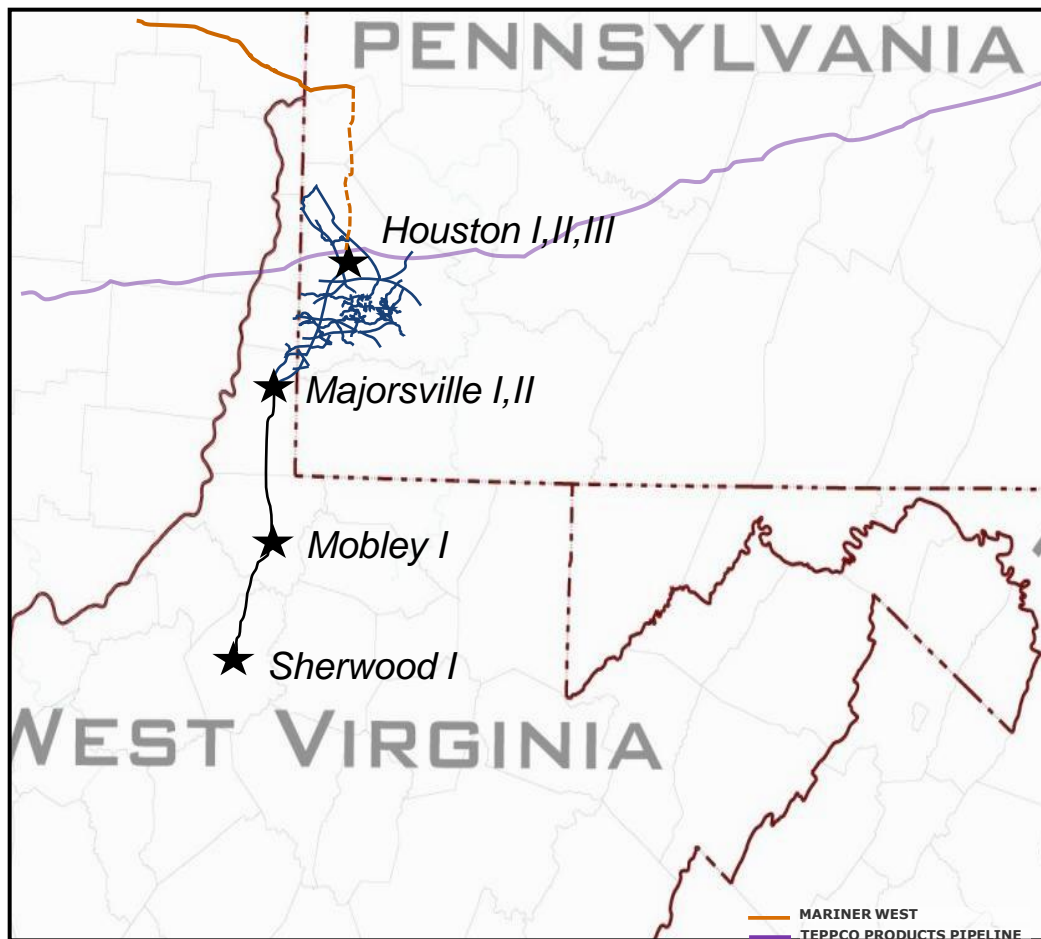 PENNSYLVANIA
Houston I,II,III
Majorsville I,II
Mobley I
Sherwood I
WEST VIRGINIA
MARINER WEST
TEPPCO PRODUCTS PIPELINE